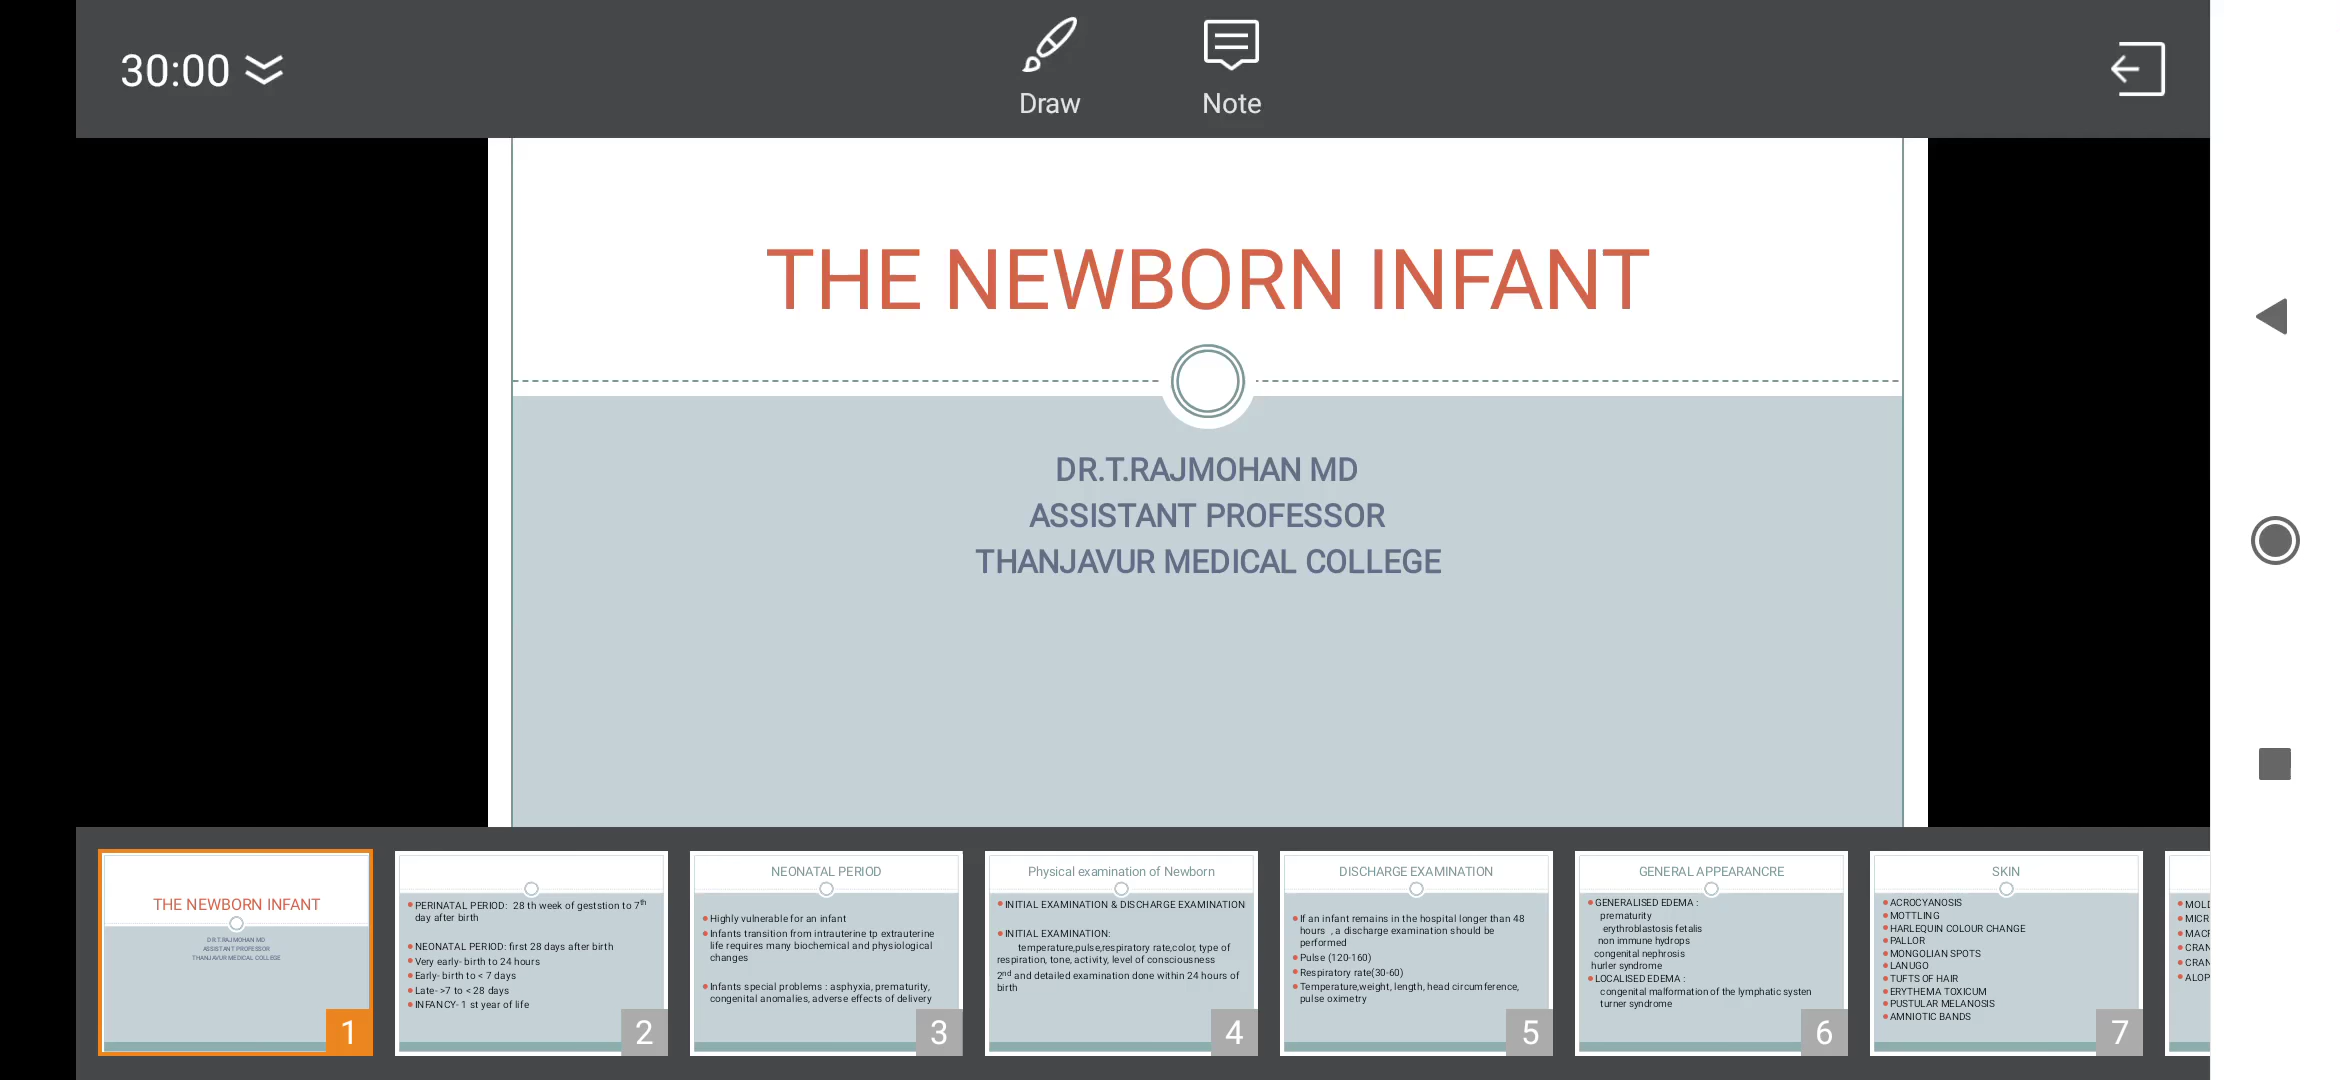 30:00
Draw
Note
THE NEWBORN INFANT
DR.T.RAJMOHAN MD
ASSISTANT PROFESSOR
THANJAVUR MEDICAL COLLEGE
THE NEWBORN INFANT
DR.T.RAJMOHAN MD
ASSISTANT PROFESSOR
THANJAVUR MEDICAL COLLEGE
1
PERINATAL PERIOD: 28 th week of geststion to 7th
day after birth
NEONATAL PERIOD: first 28 days after birth
Very early- birth to 24 hours
Early- birth to < 7 days
Late- >7 to < 28 days
INFANCY- 1 st year of life
2
NEONATAL PERIOD
Highly vulnerable for an infant
Infants transition from intrauterine tp extrauterine
life requires many biochemical and physiological
changes
Infants special problems : asphyxia, prematurity,
congenital anomalies, adverse effects of delivery
3
Physical examination of Newborn
INITIAL EXAMINATION & DISCHARGE EXAMINATION
INITIAL EXAMINATION:
temperature,pulse,respiratory rate,color, type of
respiration, tone, activity, level of consciousness
2nd and detailed examination done within 24 hours of
birth
4
DISCHARGE EXAMINATION
If an infant remains in the hospital longer than 48
hours , a discharge examination should be
performed
Pulse (120-160)
Respiratory rate(30-60)
Temperature,weight, length, head circumference,
pulse oximetry
5
GENERAL APPEARANCRE
GENERALISED EDEMA :
prematurity
erythroblastosis fetalis
non immune hydrops
congenital nephrosis
hurler syndrome
LOCALISED EDEMA :
congenital malformation of the lymphatic systen
turner syndrome
6
SKIN
ACROCYANOSIS
MOTTLING
HARLEQUIN COLOUR CHANGE
PALLOR
MONGOLIAN SPOTS
LANUGO
TUFTS OF HAIR
ERYTHEMA TOXICUM
PUSTULAR MELANOSIS
AMNIOTIC BANDS
7
MOLD
MICR
MACR
CRAN
CRAN
ALOP